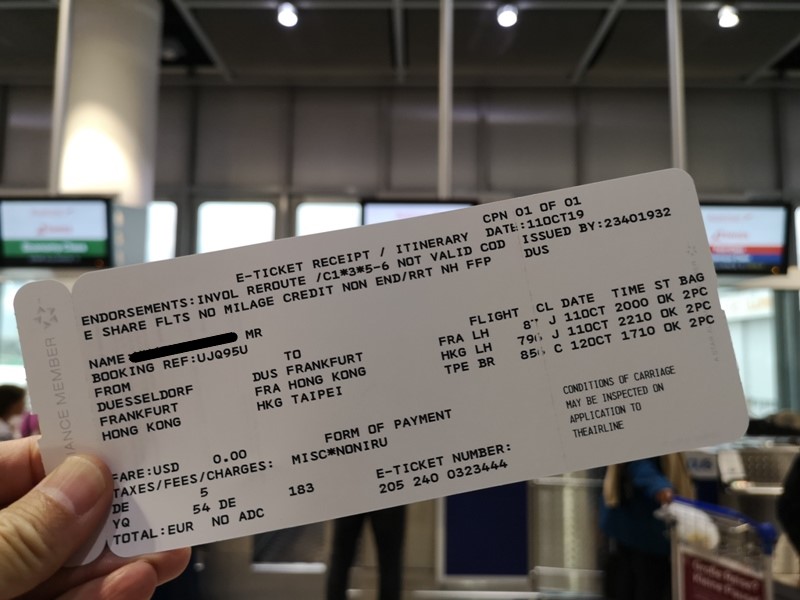 CPN 01 OF 01
E-TICKET RECEIPT / ITINERARY DATE:11OCT19
ENDORSEMENTS:INVOL REROUTE /C1*3*5-6 NOT VALID COD ISSUED BY:23401932
E SHARE FLTS NO MILAGE CREDIT NON END/RRT NH FFP DUS
NAME: MR
BOOKING REF:UJQ95U
FROM TO FLIGHT CL DATE TIME ST BAG
DUESSELDORF DUS FRANKFURT FRA LH J 11OCT 2000 OK 2PC
FRANKFURT FRA HONG KONG HKG LH J 11OCT 2210 OK 2PC
HONG KONG HKG TAIPEI TPE BR C 12OCT 1710 OK 2PC
CONDITIONS OF CARRIAGE
MAY BE INSPECTED ON
APPLICATION TO
THEAIRLINE
FORM OF PAYMENT
FARE:USD 0.00 MISC*NONIRU
TAXES/FEES/CHARGES: E-TICKET NUMBER:
DE 5 205 240 0323444
YQ 54 DE 183
TOTAL:EUR NO ADC
ANCE MEMBER